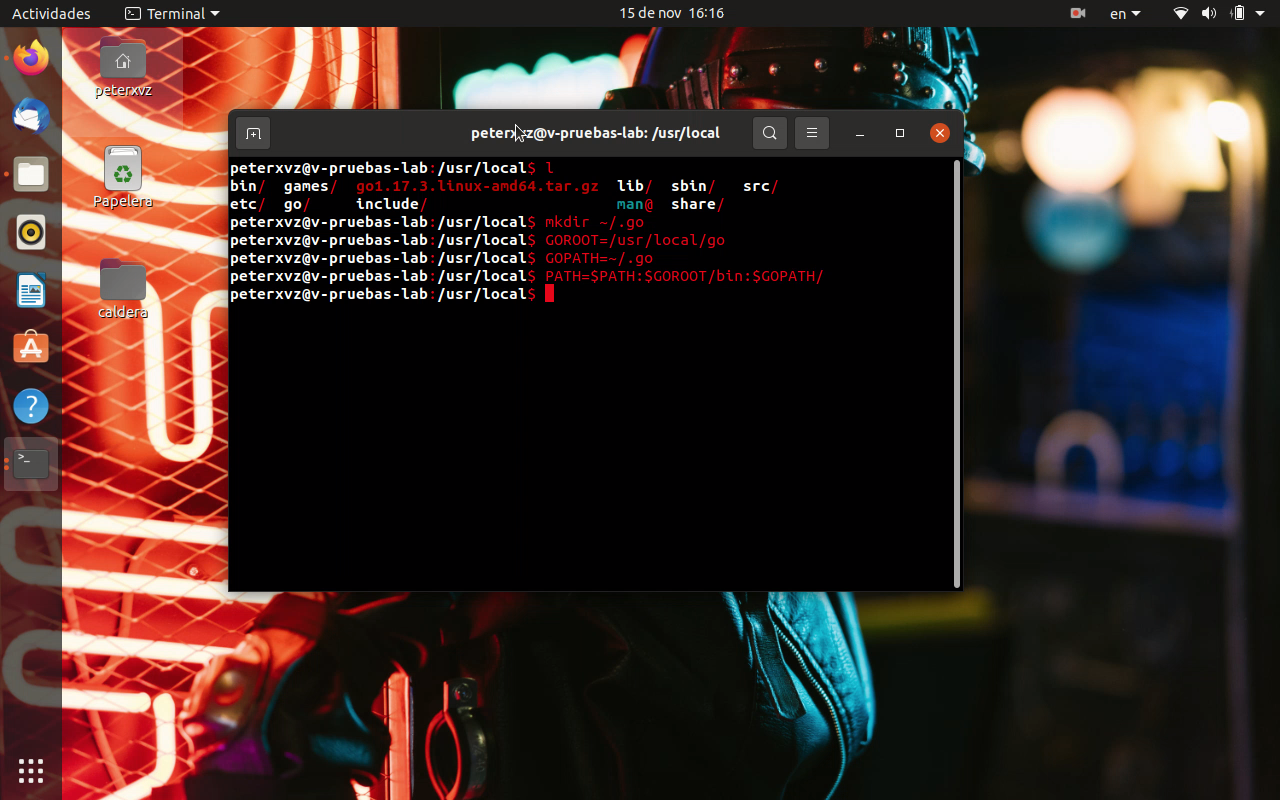 Actividades Terminal 15 de nov 16:16 en
peterxvz
Papelera
caldera
peterxvz@v-pruebas-lab: /usr/local
peterxvz@v-pruebas-lab:/usr/local$ l
bin/ games/ go1.17.3.linux-amd64.tar.gz lib/ sbin/ src/
etc/ go/ include/ man@ share/
peterxvz@v-pruebas-lab:/usr/local$ mkdir ~/.go
peterxvz@v-pruebas-lab:/usr/local$ GOROOT=/usr/local/go
peterxvz@v-pruebas-lab:/usr/local$ GOPATH=~/.go
peterxvz@v-pruebas-lab:/usr/local$ PATH=$PATH:$GOROOT/bin:$GOPATH/
peterxvz@v-pruebas-lab:/usr/local$